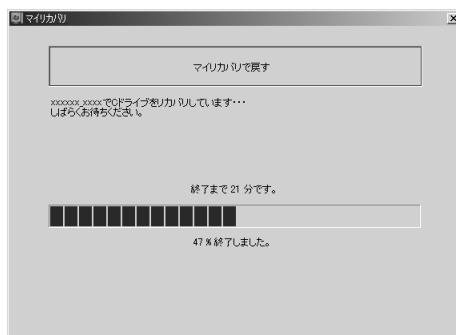 マイリカバリ
マイリカバリで戻す
xxxxxx_xxxxでCドライブをリカバリしています・・・
しばらくお待ちください。
終了まで 21 分です。
47 % 終了しました。